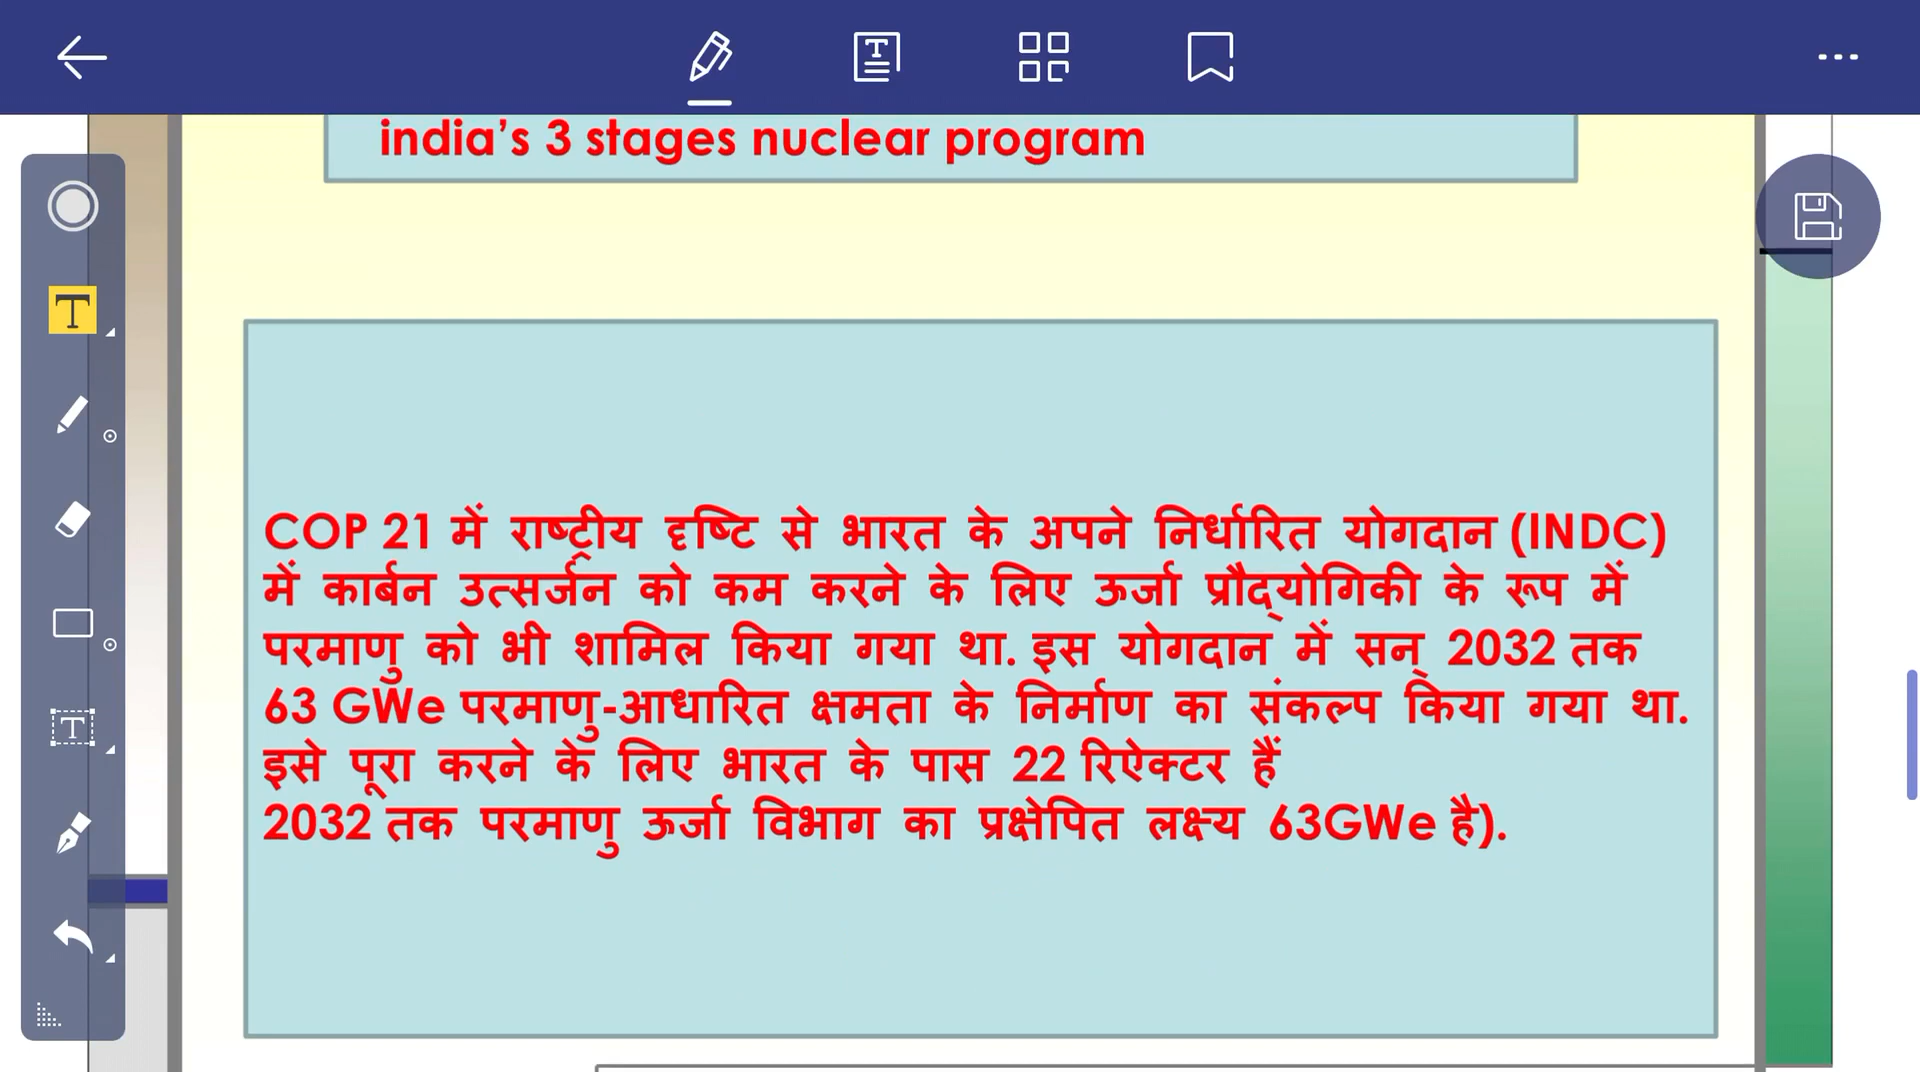 india’s 3 stages nuclear program
COP 21 में राष्ट्रीय दृष्टि से भारत के अपने निर्धारित योगदान (INDC)
में कार्बन उत्सर्जन को कम करने के लिए ऊर्जा प्रौद्योगिकी के रूप में
परमाणु को भी शामिल किया गया था. इस योगदान में सन् 2032 तक
63 GWe परमाणु-आधारित क्षमता के निर्माण का संकल्प किया गया था.
इसे पूरा करने के लिए भारत के पास 22 रिऐक्टर हैं
2032 तक परमाणु ऊर्जा विभाग का प्रक्षेपित लक्ष्य 63GWe है).